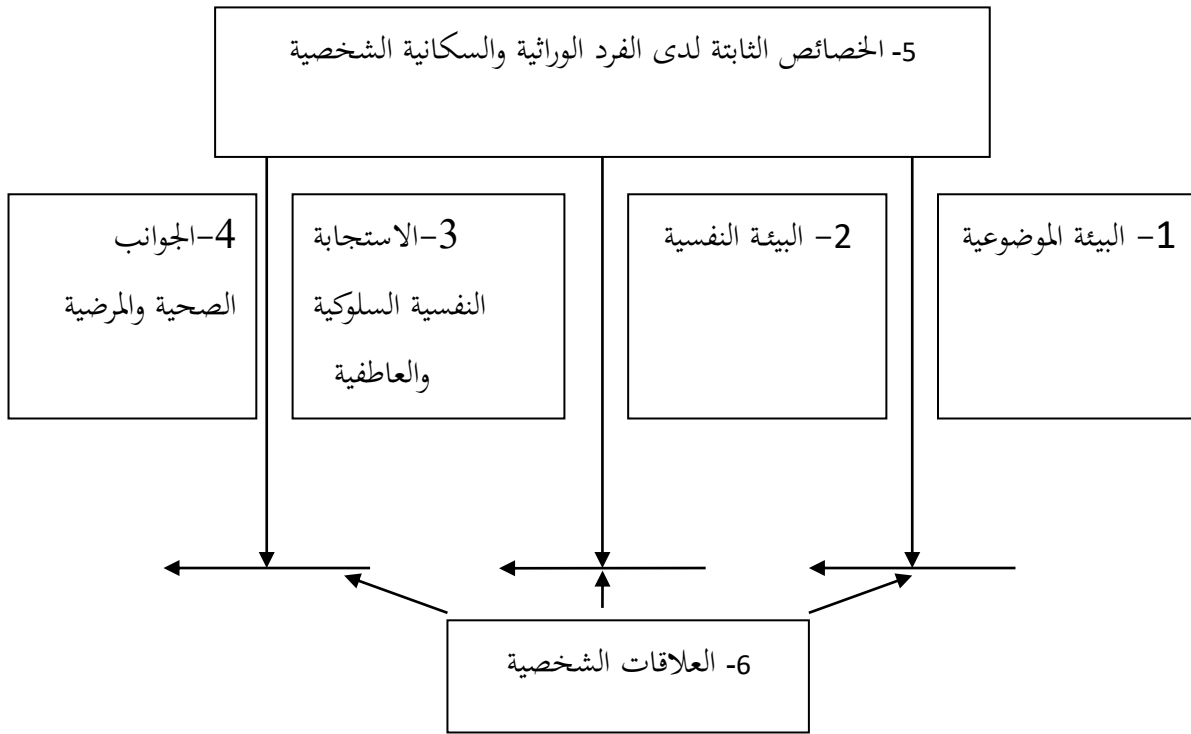 5- الخصائص الثابتة لدى الفرد الوراثية والسكانية الشخصية
1- البيئة الموضوعية
2- البيئة النفسية
3-الاستجابة
النفسية السلوكية
والعاطفية
4-الجوانب
الصحية والمرضية
6- العلاقات الشخصية